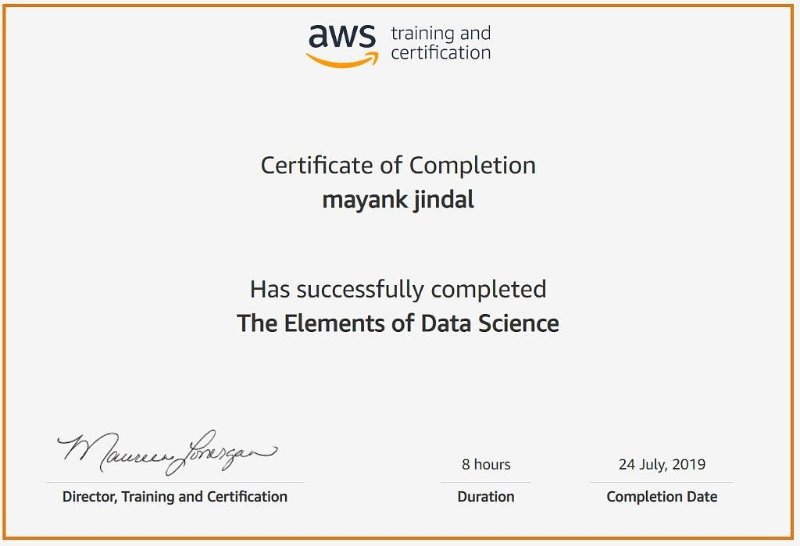 aws training and
certification
Certificate of Completion
mayank jindal
Has successfully completed
The Elements of Data Science
Maureen Lonergan
8 hours
24 July, 2019
Director, Training and Certification
Duration
Completion Date